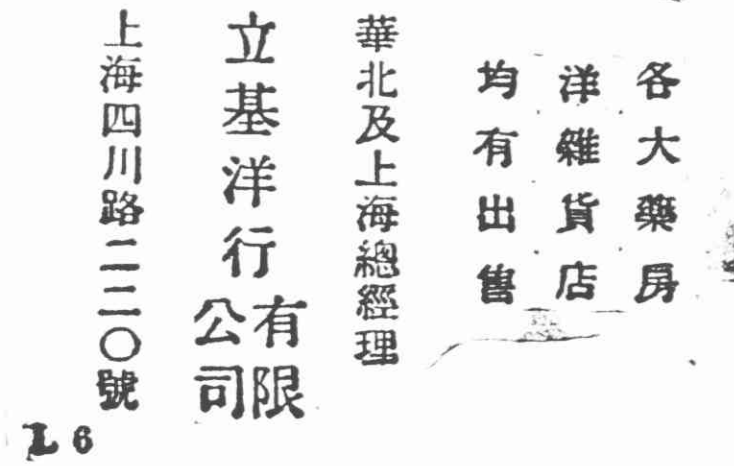 各大藥房
洋雜貨店
均有出售
華北及上海總經理
立基洋行有限公司
上海四川路二二〇號
L 6